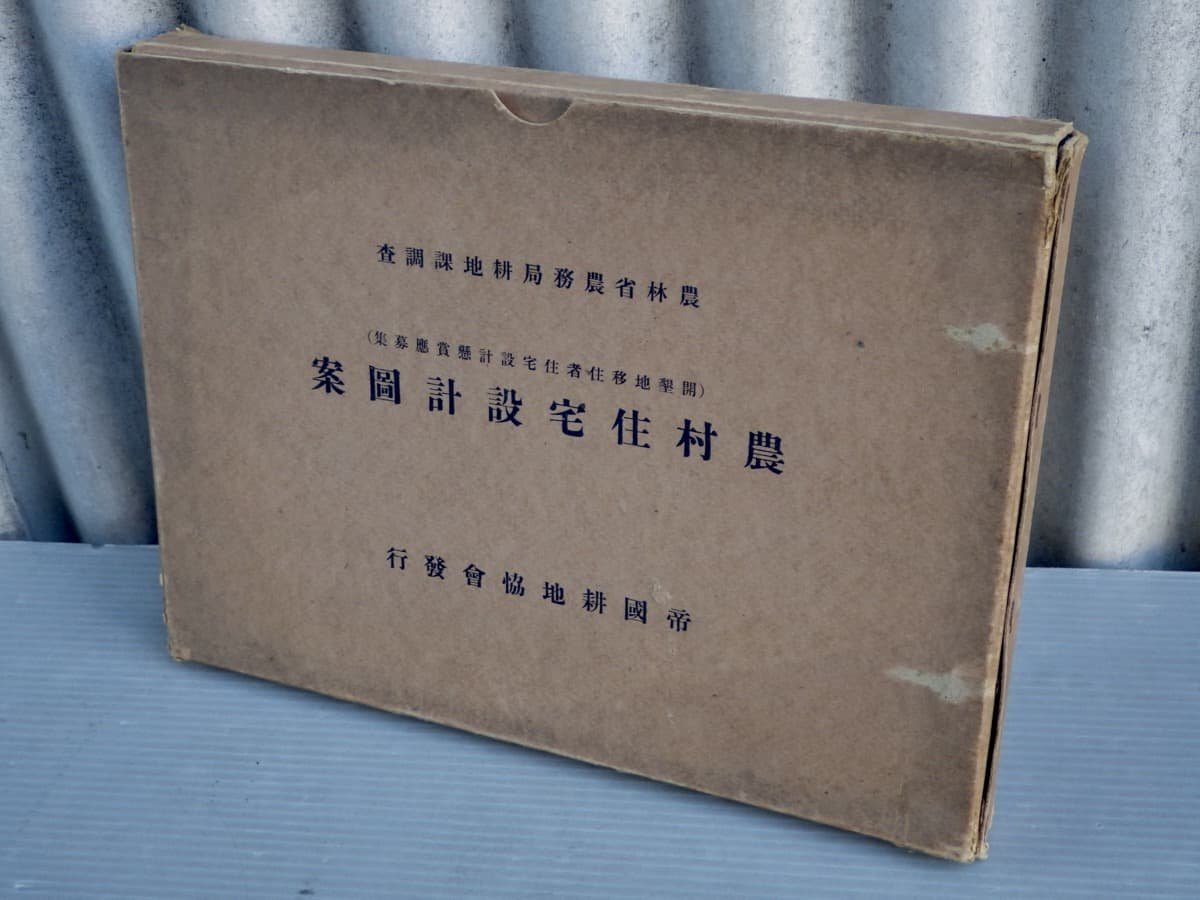 農林省農務局耕地課調査
(開墾地移住者住宅設計懸賞應募集)
農村住宅設計圖案
帝國耕地協會發行